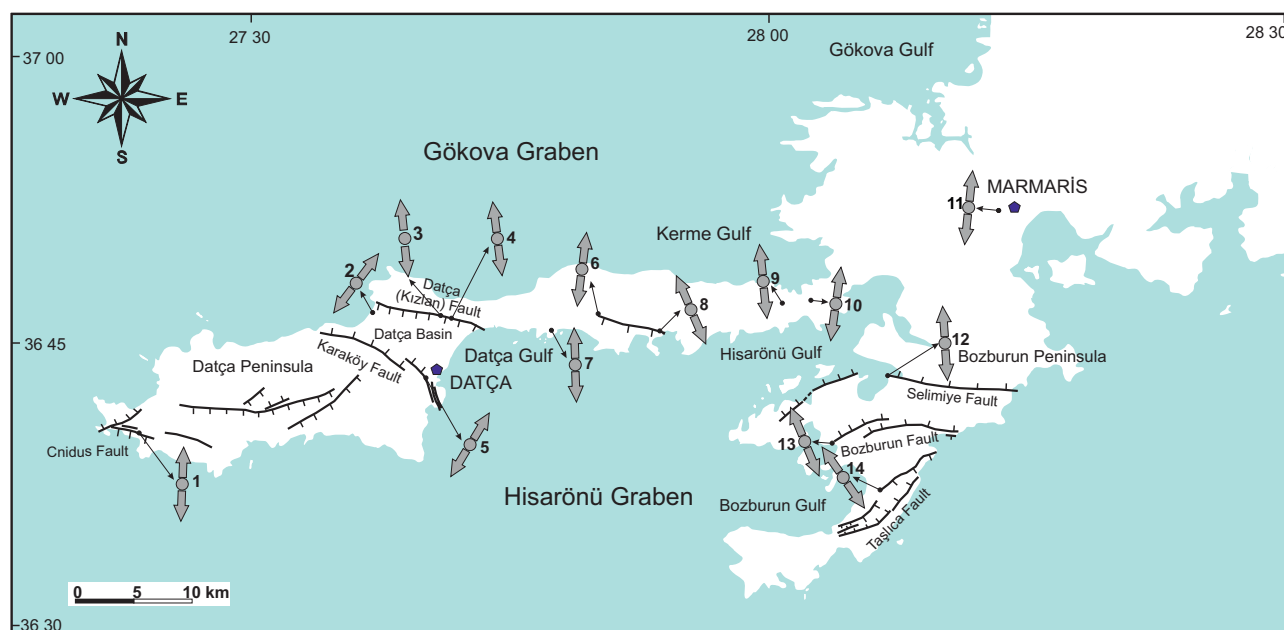 27 30
28 00
28 30
37 00
Gökova Gulf
N
W
E
S
Gökova Graben
MARMARİS
11
3
4
Kerme Gulf
2
6
9
Datça
(Kızlan) Fault
8
10
Datça Basin
36 45
Hisarönü Gulf
12
Datça Gulf
Bozburun Peninsula
Karaköy Fault
Datça Peninsula
7
DATÇA
Selimiye Fault
5
13
Bozburun Fault
Cnidus Fault
14
1
Hisarönü Graben
Bozburun Gulf
Taşlıca Fault
0 5 10 km
36 30